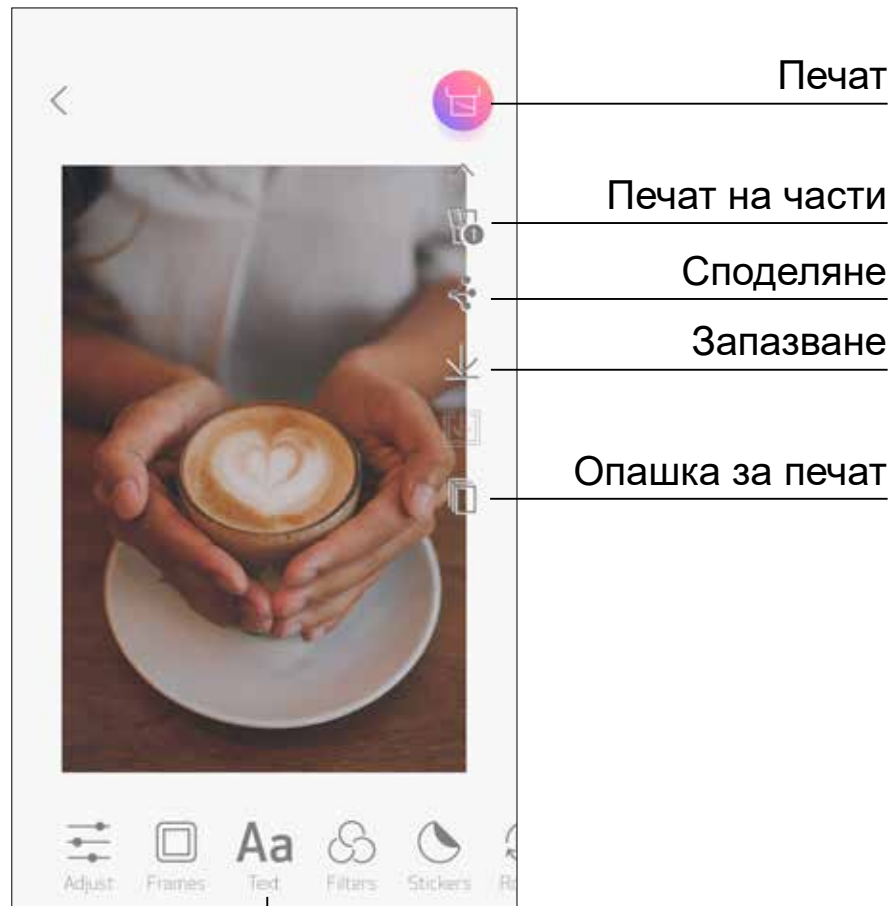 Печат
Печат на части
Споделяне
Запазване
Опашка за печат
Adjust Frames Text Filters Stickers
Aa